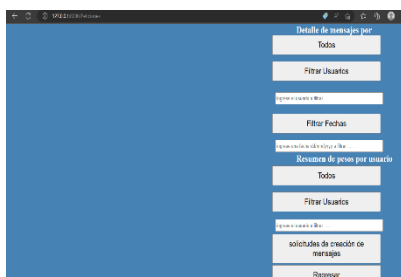 Detalle de mensajes por
Todos
Filtrar Usuarios
Filtrar Fechas
Resumen de pesos por usuario
Todos
Filtrar Usuarios
solicitudes de creación de
mensajes
Regresar